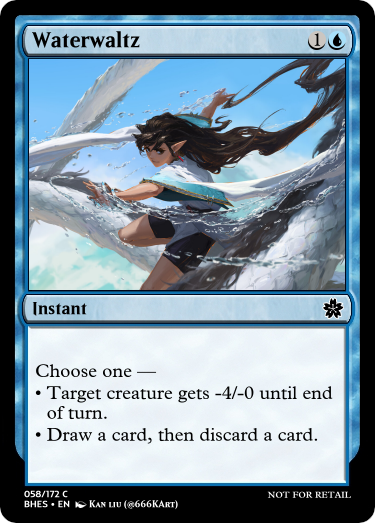 Waterwaltz 1
Instant
Choose one —
• Target creature gets -4/-0 until end
of turn.
• Draw a card, then discard a card.
058/172 C
BHES • EN Kan liu (@666KArt)
NOT FOR RETAIL